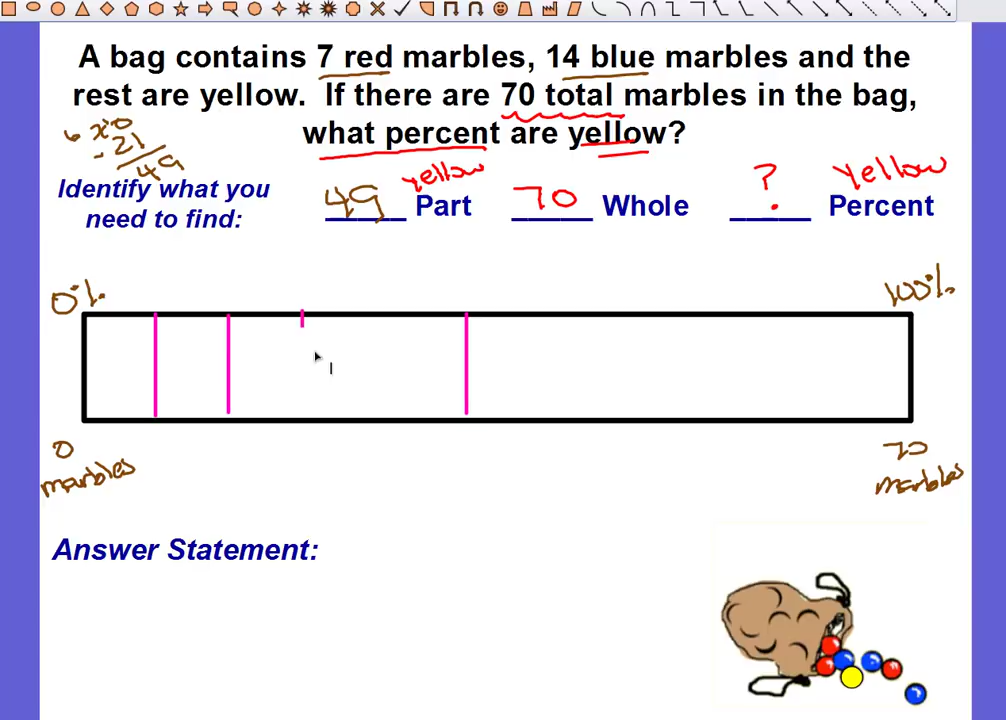 A bag contains 7 red marbles, 14 blue marbles and the
rest are yellow. If there are 70 total marbles in the bag,
what percent are yellow?
- 21
49
Identify what you
need to find:
49 Part yellow
70 Whole
? Percent Yellow
0%
100%
0
marbles
70
marbles
Answer Statement: